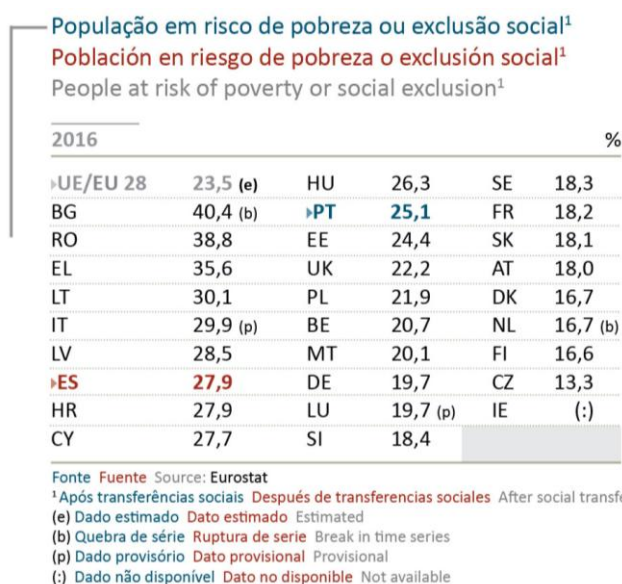 População em risco de pobreza ou exclusão social¹
Población en riesgo de pobreza o exclusión social¹
People at risk of poverty or social exclusion¹
2016 %
UE/EU 28 23,5 (e) HU 26,3 SE 18,3
BG 40,4 (b) PT 25,1 FR 18,2
RO 38,8 EE 24,4 SK 18,1
EL 35,6 UK 22,2 AT 18,0
LT 30,1 PL 21,9 DK 16,7
IT 29,9 (p) BE 20,7 NL 16,7 (b)
LV 28,5 MT 20,1 FI 16,6
ES 27,9 DE 19,7 CZ 13,3
HR 27,9 LU 19,7 (p) IE (:)
CY 27,7 SI 18,4
Fonte Fuente Source: Eurostat
¹ Após transferências sociais Después de transferencias sociales After social transfe
(e) Dado estimado Dato estimado Estimated
(b) Quebra de série Ruptura de serie Break in time series
(p) Dado provisório Dato provisional Provisional
(:) Dado não disponível Dato no disponible Not available